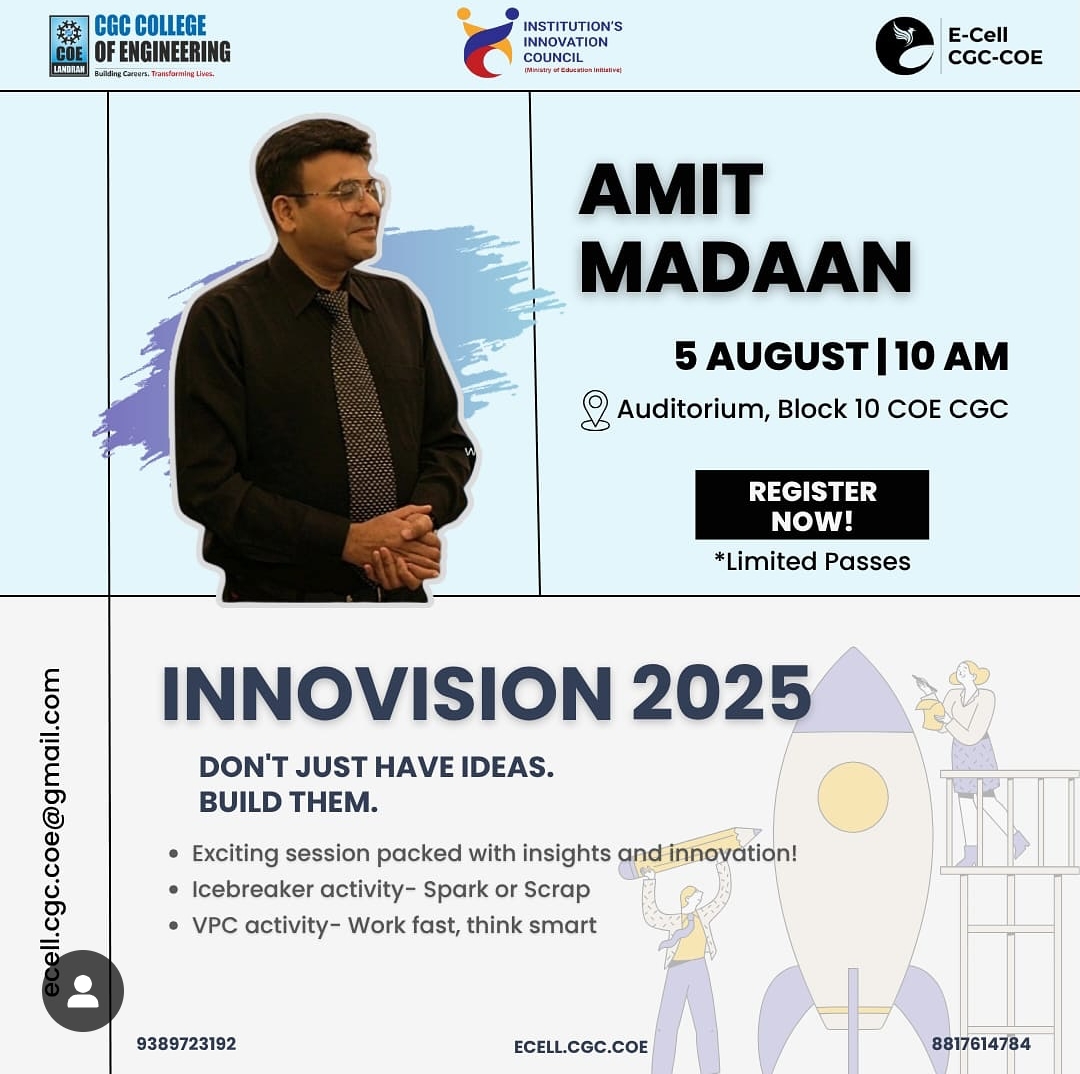 COE
LANDRAN
CGC COLLEGE
OF ENGINEERING
Building Careers. Transforming Lives.
INSTITUTION'S
INNOVATION
COUNCIL
(Ministry of Education Initiative)
E-Cell
CGC-COE
AMIT
MADAAN
5 AUGUST | 10 AM
Auditorium, Block 10 COE CGC
W
REGISTER
NOW!
*Limited Passes
INNOVISION 2025
DON'T JUST HAVE IDEAS.
BUILD THEM.
• Exciting session packed with insights and innovation!
• Icebreaker activity- Spark or Scrap
• VPC activity- Work fast, think smart
ecell.cgc.coe@gmail.com
9389723192
ECELL.CGC.COE
8817614784